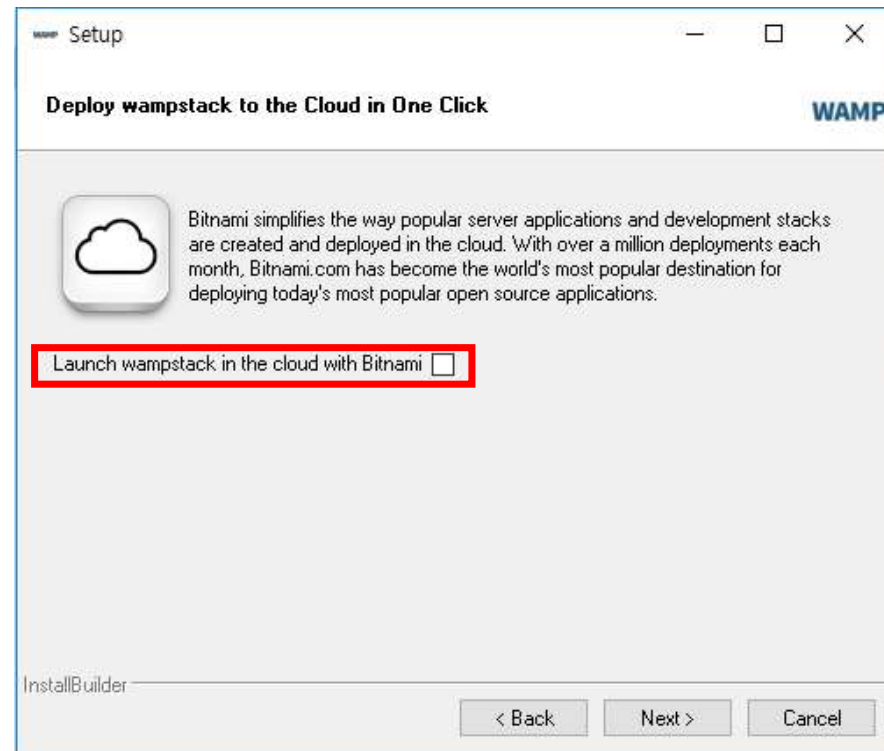 WAMP Setup
Deploy wampstack to the Cloud in One Click
WAMP
Bitnami simplifies the way popular server applications and development stacks
are created and deployed in the cloud. With over a million deployments each
month, Bitnami.com has become the world's most popular destination for
deploying today's most popular open source applications.
Launch wampstack in the cloud with Bitnami
InstallBuilder
< Back Next > Cancel